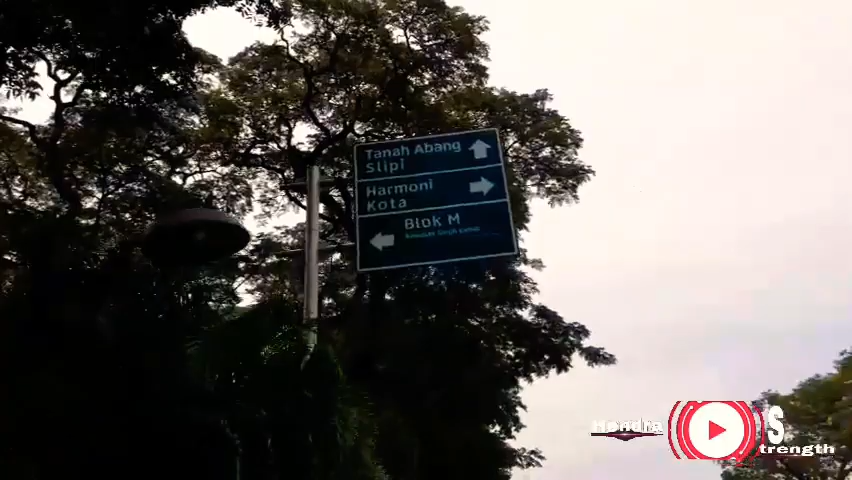 Tanah Abang
Slipi
Harmoni
Kota
Blok M
Hendra
S
trength